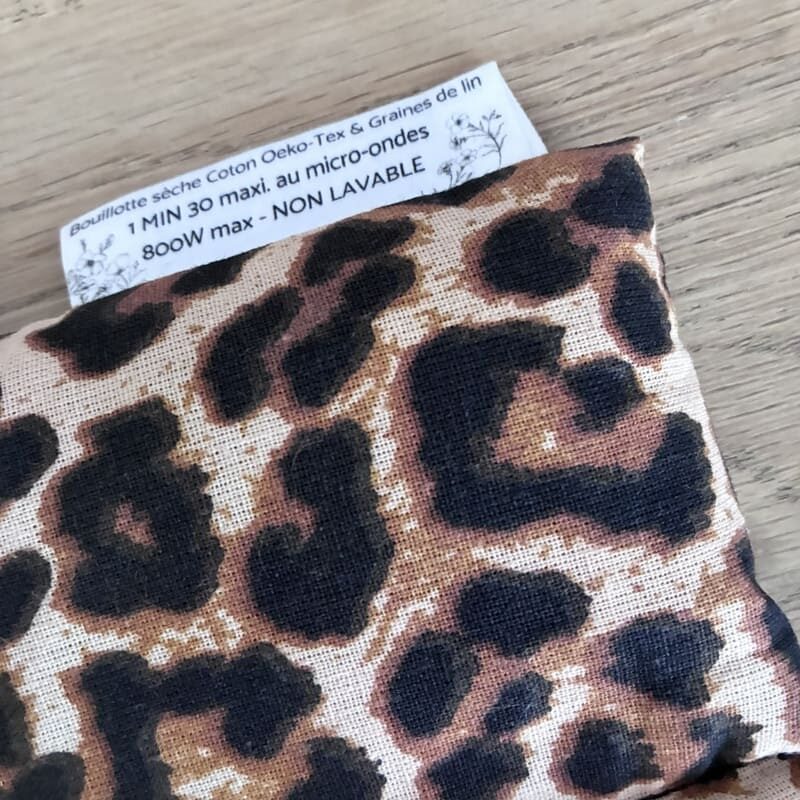 Bouillotte sèche Coton Oeko-Tex & Graines de lin
1 MIN 30 maxi. au micro-ondes
800W max - NON LAVABLE